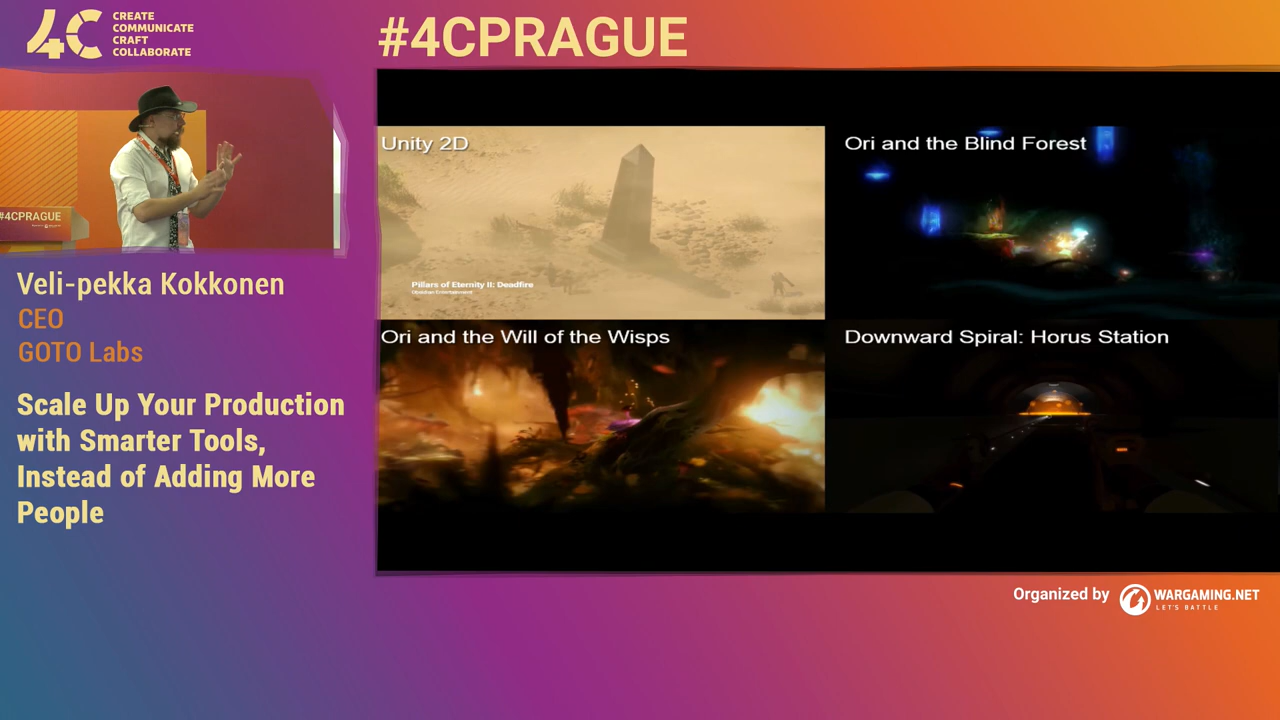 4C
CREATE
COMMUNICATE
CRAFT
COLLABORATE
#4CPRAGUE
#4CPRAGUE
Veli-pekka Kokkonen
CEO
GOTO Labs
Scale Up Your Production
with Smarter Tools,
Instead of Adding More
People
Unity 2D
Pillars of Eternity II: Deadfire
Obsidian Entertainment
Ori and the Blind Forest
Ori and the Will of the Wisps
Downward Spiral: Horus Station
Organized by
WARGAMING.NET
LET'S BATTLE